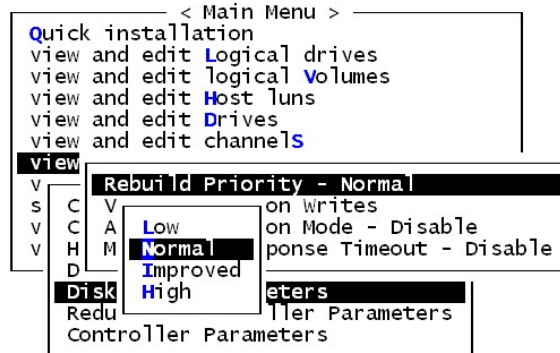 < Main Menu >
Quick installation
view and edit Logical drives
view and edit logical Volumes
view and edit Host luns
view and edit Drives
view and edit channelS
view
v Rebuild Priority - Normal
s C V on Writes
v C A Low on Mode - Disable
v H M Normal ponse Timeout - Disable
D Improved
Disk High eters
Redu ller Parameters
Controller Parameters